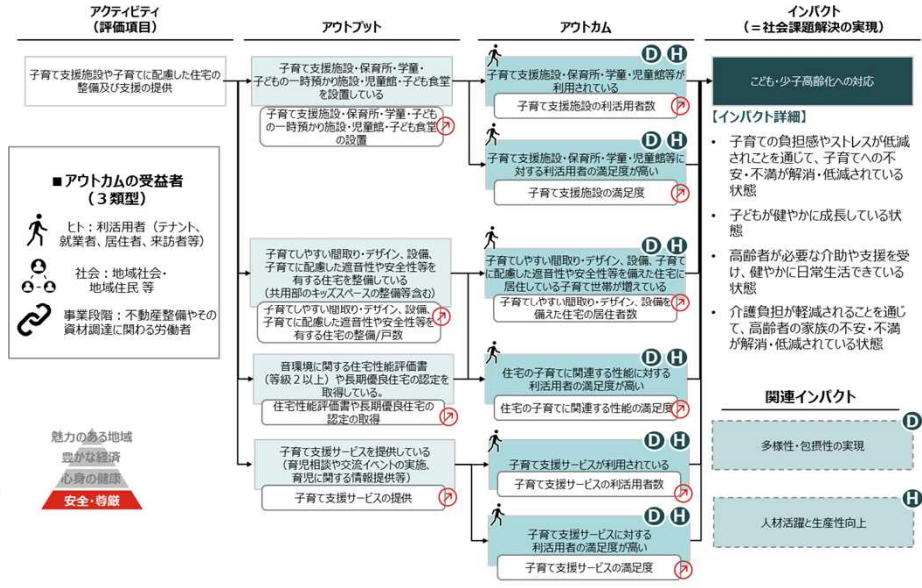 アクティビティ
（評価項目）
アウトプット
アウトカム
インパクト
（＝社会課題解決の実現）
子育て支援施設や子育てに配慮した住宅の
整備及び支援の提供
■アウトカムの受益者
（３類型）
ヒト：利活用者（テナント、
就業者、居住者、来訪者等）
社会：地域社会・
地域住民 等
事業段階：不動産整備やその
資材調達に関わる労働者
魅力のある地域
豊かな経済
心身の健康
安全・尊厳
子育て支援施設・保育所・学童・
子どもの一時預かり施設・児童館・子ども食堂
を設置している
子育て支援施設・保育所・学童・子ども
の一時預かり施設・児童館・子ども食堂
の設置
子育てしやすい間取り・デザイン、設備、
子育てに配慮した遮音性や安全性等を
有する住宅を整備している
（共用部のキッズスペースの整備等含む）
子育てしやすい間取り・デザイン、設備、
子育てに配慮した遮音性や安全性等を
有する住宅の整備/戸数
音環境に関する住宅性能評価書
（等級２以上）や長期優良住宅の認定を
取得している。
住宅性能評価書や長期優良住宅の
認定の取得
子育て支援サービスを提供している
（育児相談や交流イベントの実施、
育児に関する情報提供等）
子育て支援サービスの提供
D H
子育て支援施設・保育所・学童・児童館等が
利用されている
子育て支援施設の利活用者数
D H
子育て支援施設・保育所・学童・児童館等に
対する利活用者の満足度が高い
子育て支援施設の満足度
D H
子育てしやすい間取り・デザイン、設備、子育て
に配慮した遮音性や安全性等を備えた住宅に
居住している子育て世帯が増えている
子育てしやすい間取り・デザイン、設備を
備えた住宅の居住者数
D H
住宅の子育てに関連する性能に対する
利活用者の満足度が高い
住宅の子育てに関連する性能の満足度
D H
子育て支援サービスが利用されている
子育て支援サービスの利活用者数
D H
子育て支援サービスに対する
利活用者の満足度が高い
子育て支援サービスの満足度
こども・少子高齢化への対応
【インパクト詳細】
• 子育ての負担感やストレスが低減
されことを通じて、子育てへの不
安・不満が解消・低減されている
状態
• 子どもが健やかに成長している状
態
• 高齢者が必要な介助や支援を受
け、健やかに日常生活できている
状態
• 介護負担が軽減されることを通じ
て、高齢者の家族の不安・不満
が解消・低減されている状態
関連インパクト
D
多様性・包摂性の実現
H
人材活躍と生産性向上